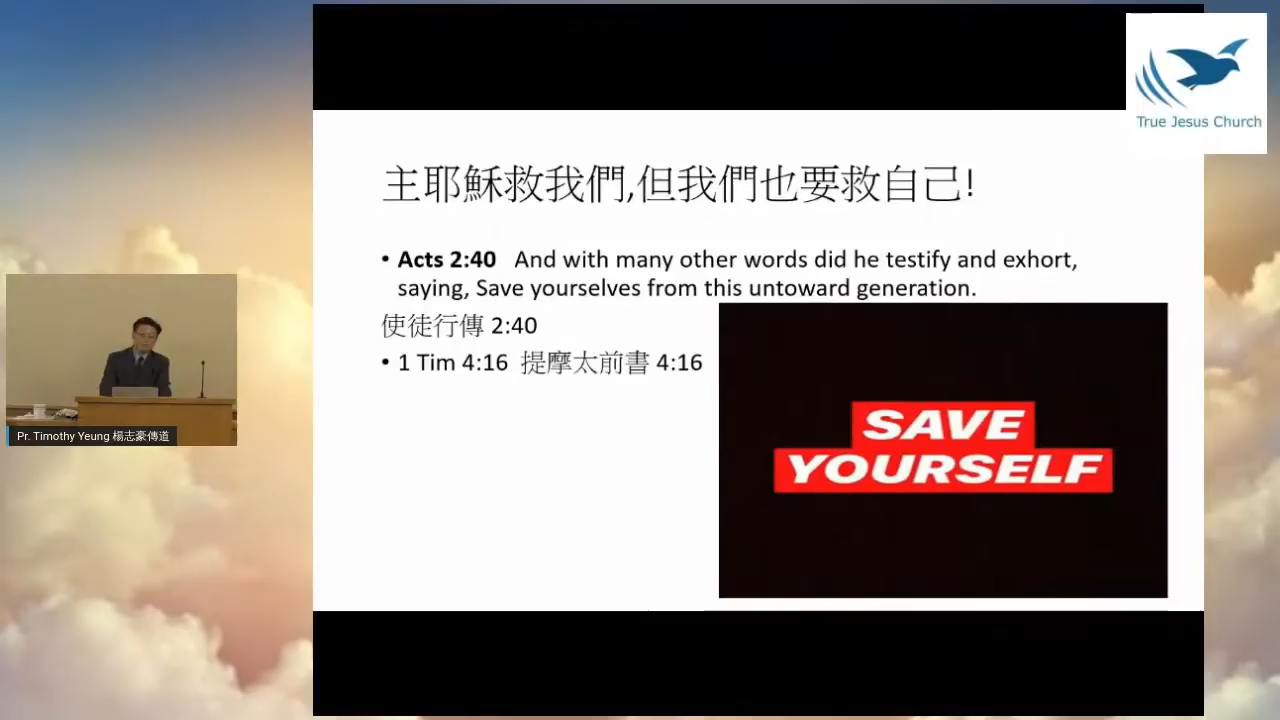 True Jesus Church
主耶穌救我們,但我們也要救自己!
• Acts 2:40 And with many other words did he testify and exhort,
saying, Save yourselves from this untoward generation.
使徒行傳 2:40
• 1 Tim 4:16 提摩太前書 4:16
SAVE
YOURSELF
Pr. Timothy Yeung 楊志豪傳道